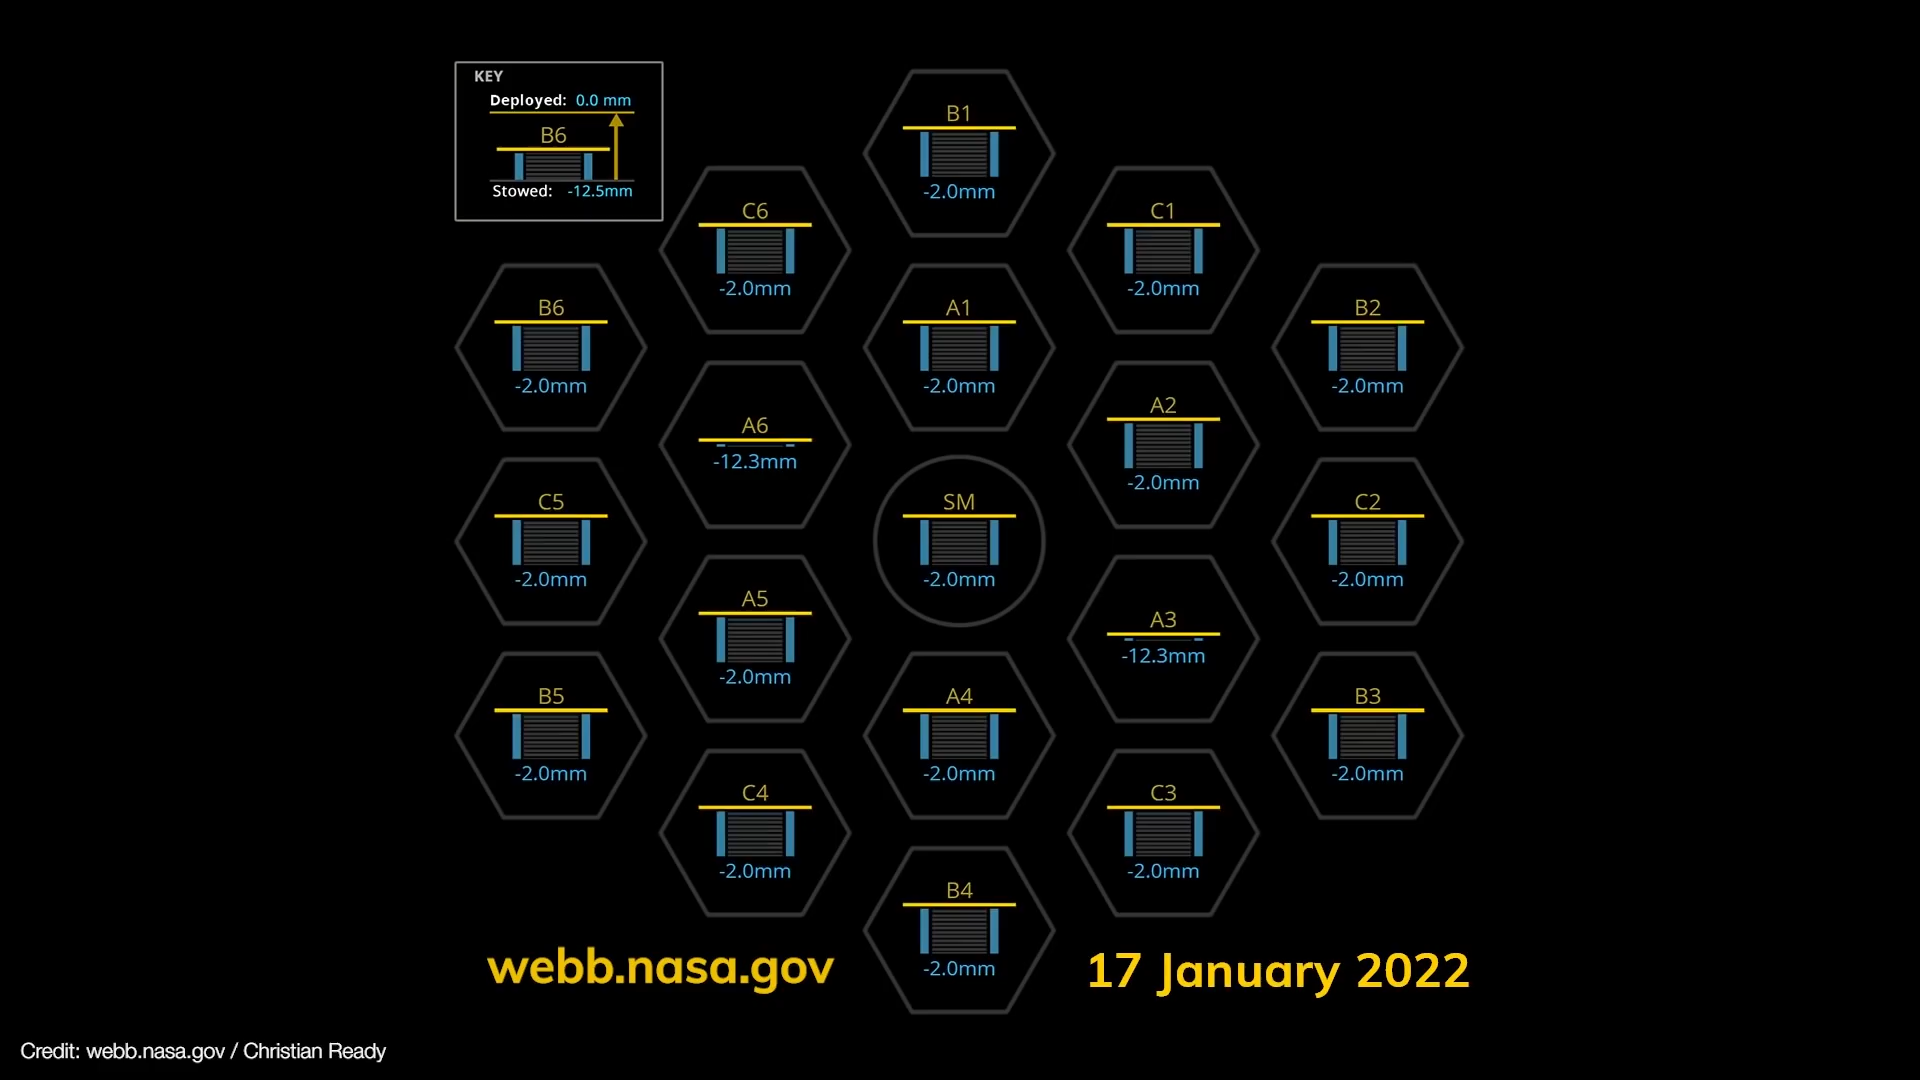 KEY
Deployed: 0.0 mm
B6
Stowed: -12.5mm
B1
-2.0mm
C6
-2.0mm
C1
-2.0mm
B6
-2.0mm
A1
-2.0mm
B2
-2.0mm
A6
-12.3mm
A2
-2.0mm
C5
-2.0mm
SM
-2.0mm
C2
-2.0mm
A5
-2.0mm
A3
-12.3mm
B5
-2.0mm
A4
-2.0mm
B3
-2.0mm
C4
-2.0mm
C3
-2.0mm
B4
-2.0mm
webb.nasa.gov
17 January 2022
Credit: webb.nasa.gov / Christian Ready